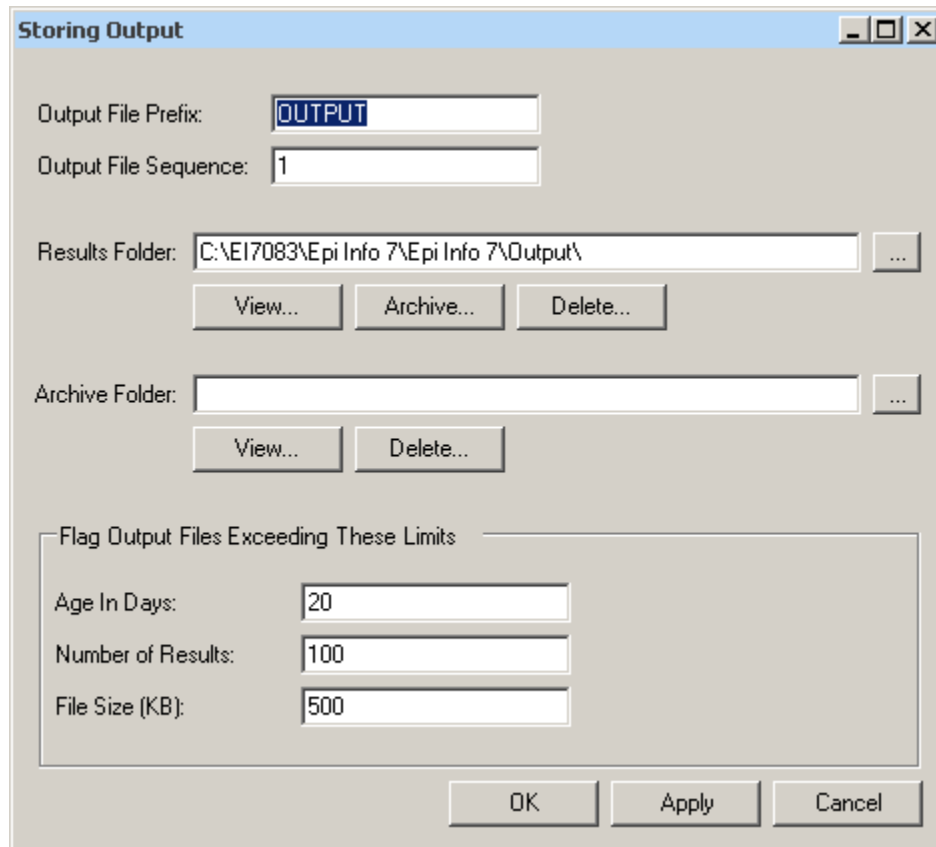 Storing Output
Output File Prefix: OUTPUT
Output File Sequence: 1
Results Folder: C:\EI7083\Epi Info 7\Epi Info 7\Output\ ...
View... Archive... Delete...
Archive Folder: ...
View... Delete...
Flag Output Files Exceeding These Limits
Age In Days: 20
Number of Results: 100
File Size (KB): 500
OK Apply Cancel